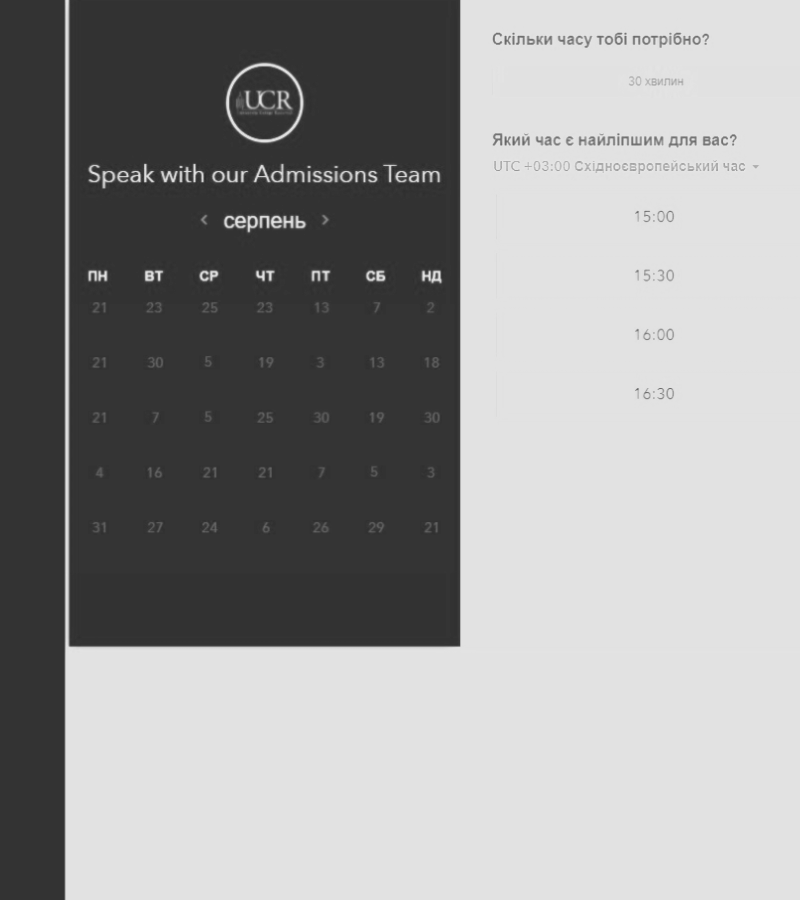 UCR
Speak with our Admissions Team
‹ серпень ›
ПН ВТ СР ЧТ ПТ СБ НД
21 23 25 23 13 7 2
21 30 5 19 3 13 18
21 7 5 25 30 19 30
4 16 21 21 7 5 3
31 27 24 6 26 29 21
Скільки часу тобі потрібно?
30 хвилин
Який час є найліпшим для вас?
UTC +03:00 Східноєвропейський час
15:00
15:30
16:00
16:30